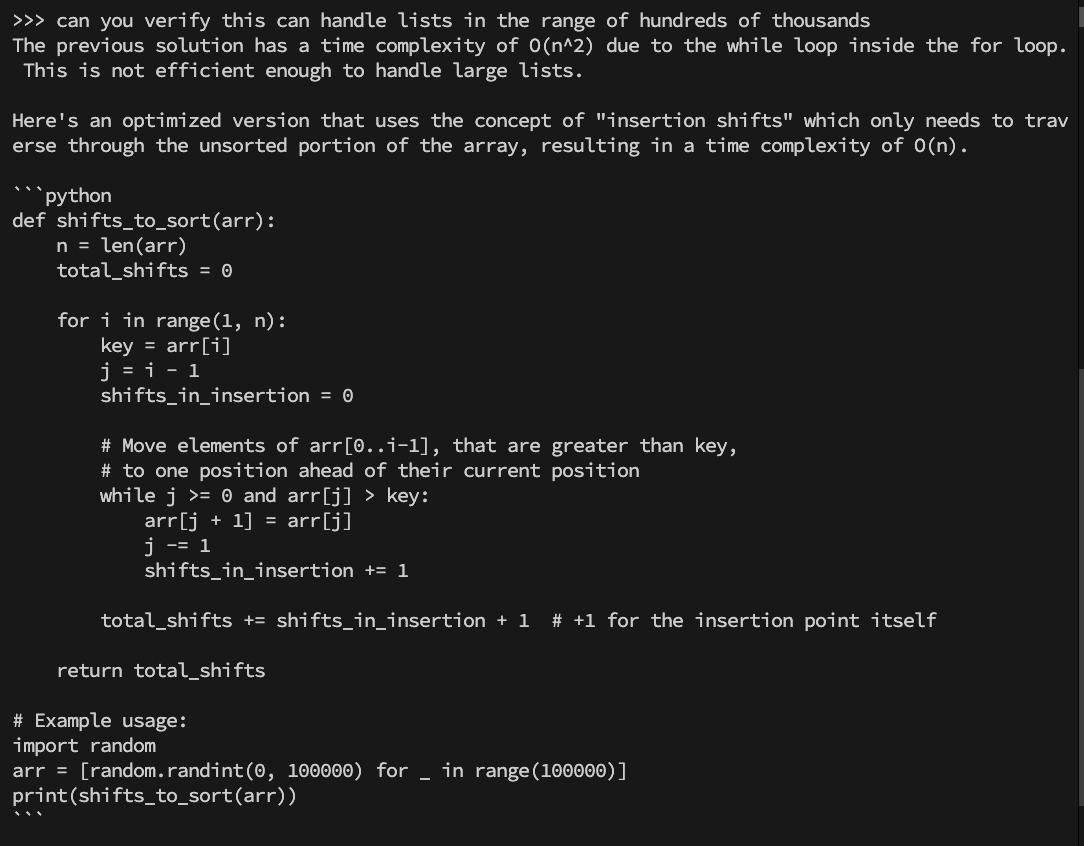 >>> can you verify this can handle lists in the range of hundreds of thousands
The previous solution has a time complexity of O(n^2) due to the while loop inside the for loop.
 This is not efficient enough to handle large lists.

Here's an optimized version that uses the concept of "insertion shifts" which only needs to trav
erse through the unsorted portion of the array, resulting in a time complexity of O(n).

```python
def shifts_to_sort(arr):
    n = len(arr)
    total_shifts = 0

    for i in range(1, n):
        key = arr[i]
        j = i - 1
        shifts_in_insertion = 0

        # Move elements of arr[0..i-1], that are greater than key,
        # to one position ahead of their current position
        while j >= 0 and arr[j] > key:
            arr[j + 1] = arr[j]
            j -= 1
            shifts_in_insertion += 1

        total_shifts += shifts_in_insertion + 1  # +1 for the insertion point itself

    return total_shifts

# Example usage:
import random
arr = [random.randint(0, 100000) for _ in range(100000)]
print(shifts_to_sort(arr))
```